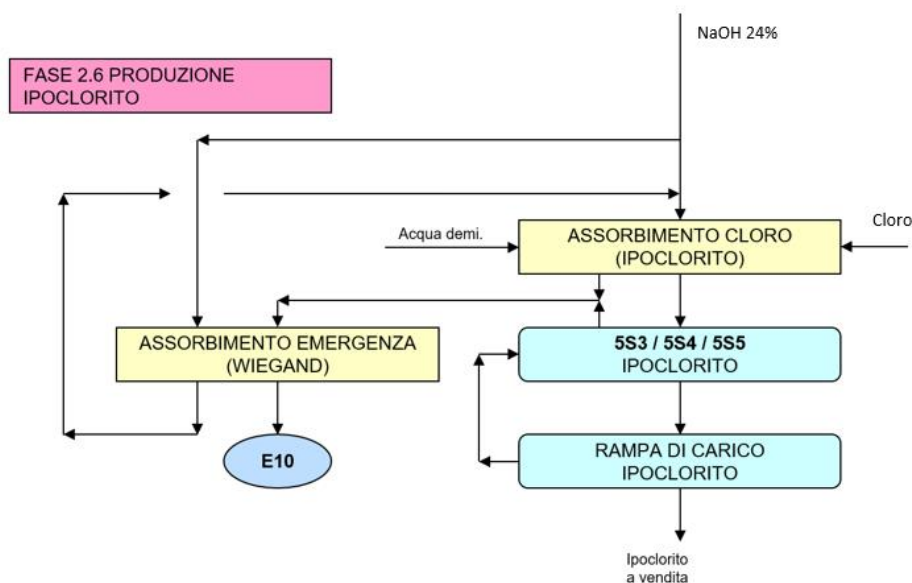 NaOH 24%
FASE 2.6 PRODUZIONE
IPOCLORITO
Acqua demi.
ASSORBIMENTO CLORO
(IPOCLORITO)
Cloro
ASSORBIMENTO EMERGENZA
(WIEGAND)
5S3 / 5S4 / 5S5
IPOCLORITO
E10
RAMPA DI CARICO
IPOCLORITO
Ipoclorito
a vendita